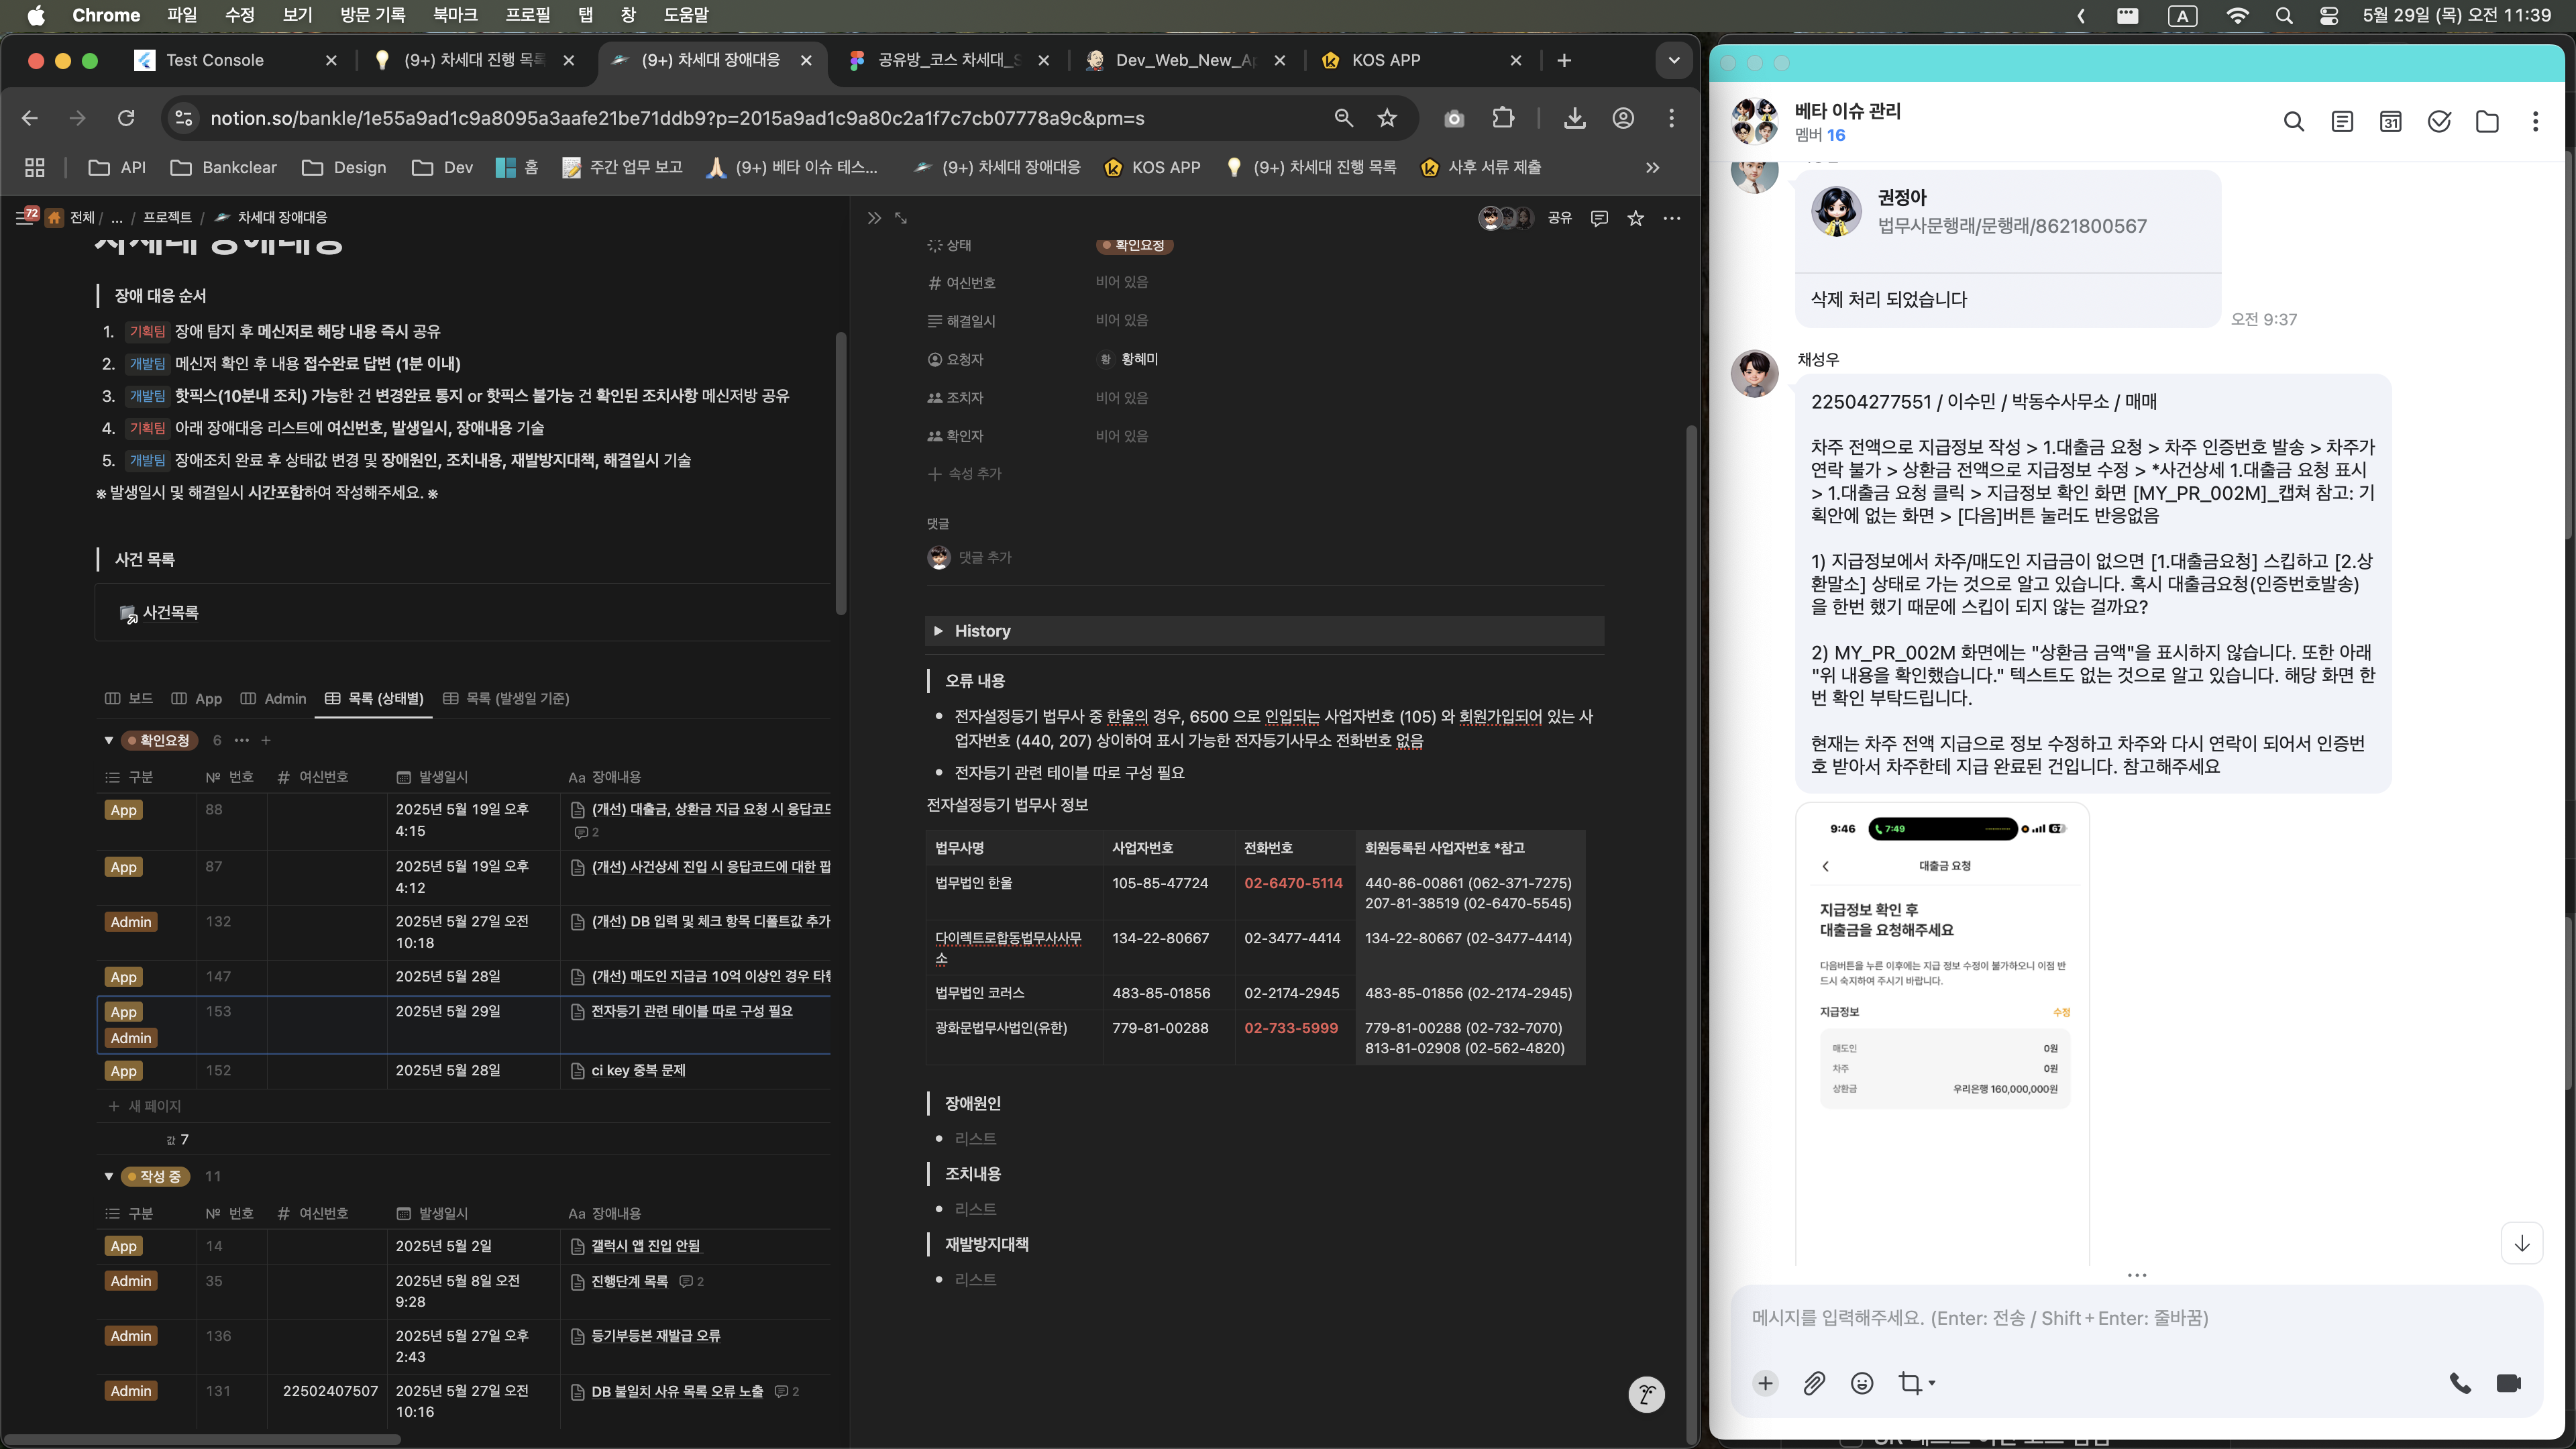 Chrome 파일 수정 보기 방문 기록 북마크 프로필 탭 창 도움말
A 5월 29일 (목) 오전 11:39
Test Console
(9+) 차세대 진행 목록
(9+) 차세대 장애대응
공유방_코스 차세대_S
Dev_Web_New_Ap
KOS APP
notion.so/bankle/1e55a9ad1c9a8095a3aafe21be71ddb9?p=2015a9ad1c9a80c2a1f7c7cb07778a9c&pm=s
API Bankclear Design Dev 홈 주간 업무 보고 (9+) 베타 이슈 테스... (9+) 차세대 장애대응 KOS APP (9+) 차세대 진행 목록 사후 서류 제출
72 전체 / ... / 프로젝트 / 차세대 장애대응
차세대 장애대응
장애 대응 순서
1. 기획팀 장애 탐지 후 메신저로 해당 내용 즉시 공유
2. 개발팀 메신저 확인 후 내용 접수완료 답변 (1분 이내)
3. 개발팀 핫픽스(10분내 조치) 가능한 건 변경완료 통지 or 핫픽스 불가능 건 확인된 조치사항 메신저방 공유
4. 기획팀 아래 장애대응 리스트에 여신번호, 발생일시, 장애내용 기술
5. 개발팀 장애조치 완료 후 상태값 변경 및 장애원인, 조치내용, 재발방지대책, 해결일시 기술
※ 발생일시 및 해결일시 시간포함하여 작성해주세요. ※
사건 목록
사건목록
보드 App Admin 목록 (상태별) 목록 (발생일 기준)
확인요청 6
구분 № 번호 # 여신번호 발생일시 Aa 장애내용
App 88 2025년 5월 19일 오후 4:15 (개선) 대출금, 상환금 지급 요청 시 응답코드 2
App 87 2025년 5월 19일 오후 4:12 (개선) 사건상세 진입 시 응답코드에 대한 팝
Admin 132 2025년 5월 27일 오전 10:18 (개선) DB 입력 및 체크 항목 디폴트값 추가
App 147 2025년 5월 28일 (개선) 매도인 지급금 10억 이상인 경우 타행
App Admin 153 2025년 5월 29일 전자등기 관련 테이블 따로 구성 필요
App 152 2025년 5월 28일 ci key 중복 문제
+ 새 페이지
값 7
작성 중 11
구분 № 번호 # 여신번호 발생일시 Aa 장애내용
App 14 2025년 5월 2일 갤럭시 앱 진입 안됨
Admin 35 2025년 5월 8일 오전 9:28 진행단계 목록 2
Admin 136 2025년 5월 27일 오후 2:43 등기부등본 재발급 오류
Admin 131 22502407507 2025년 5월 27일 오전 10:16 DB 불일치 사유 목록 오류 노출 2
공유
상태 확인요청
여신번호 비어 있음
해결일시 비어 있음
요청자 황 황혜미
조치자 비어 있음
확인자 비어 있음
+ 속성 추가
댓글
댓글 추가
History
오류 내용
전자설정등기 법무사 중 한울의 경우, 6500 으로 인입되는 사업자번호 (105) 와 회원가입되어 있는 사
업자번호 (440, 207) 상이하여 표시 가능한 전자등기사무소 전화번호 없음
전자등기 관련 테이블 따로 구성 필요
전자설정등기 법무사 정보
법무사명 사업자번호 전화번호 회원등록된 사업자번호 *참고
법무법인 한울 105-85-47724 02-6470-5114 440-86-00861 (062-371-7275)
207-81-38519 (02-6470-5545)
다이렉트로합동법무사사무소 134-22-80667 02-3477-4414 134-22-80667 (02-3477-4414)
법무법인 코러스 483-85-01856 02-2174-2945 483-85-01856 (02-2174-2945)
광화문법무사법인(유한) 779-81-00288 02-733-5999 779-81-00288 (02-732-7070)
813-81-02908 (02-562-4820)
장애원인
리스트
조치내용
리스트
재발방지대책
리스트
베타 이슈 관리
멤버 16
31
권정아
법무사문행래/문행래/8621800567
삭제 처리 되었습니다
오전 9:37
채성우
22504277551 / 이수민 / 박동수사무소 / 매매
차주 전액으로 지급정보 작성 > 1.대출금 요청 > 차주 인증번호 발송 > 차주가
연락 불가 > 상환금 전액으로 지급정보 수정 > *사건상세 1.대출금 요청 표시
> 1.대출금 요청 클릭 > 지급정보 확인 화면 [MY_PR_002M]_캡쳐 참고: 기
획안에 없는 화면 > [다음]버튼 눌러도 반응없음
1) 지급정보에서 차주/매도인 지급금이 없으면 [1.대출금요청] 스킵하고 [2.상
환말소] 상태로 가는 것으로 알고 있습니다. 혹시 대출금요청(인증번호발송)
을 한번 했기 때문에 스킵이 되지 않는 걸까요?
2) MY_PR_002M 화면에는 "상환금 금액"을 표시하지 않습니다. 또한 아래
"위 내용을 확인했습니다." 텍스트도 없는 것으로 알고 있습니다. 해당 화면 한
번 확인 부탁드립니다.
현재는 차주 전액 지급으로 정보 수정하고 차주와 다시 연락이 되어서 인증번
호 받아서 차주한테 지급 완료된 건입니다. 참고해주세요
9:46 7:49 67
대출금 요청
지급정보 확인 후
대출금을 요청해주세요
다음버튼을 누른 이후에는 지급 정보 수정이 불가하오니 이점 반
드시 숙지하여 주시기 바랍니다.
지급정보 수정
매도인 0원
차주 0원
상환금 우리은행 160,000,000원
메시지를 입력해주세요. (Enter: 전송 / Shift + Enter: 줄바꿈)